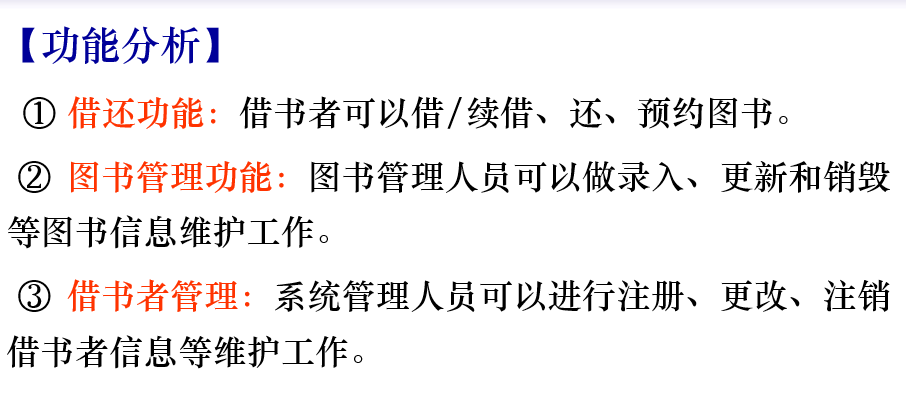 【功能分析】
① 借还功能：借书者可以借/续借、还、预约图书。
② 图书管理功能：图书管理人员可以做录入、更新和销毁
等图书信息维护工作。
③ 借书者管理：系统管理人员可以进行注册、更改、注销
借书者信息等维护工作。